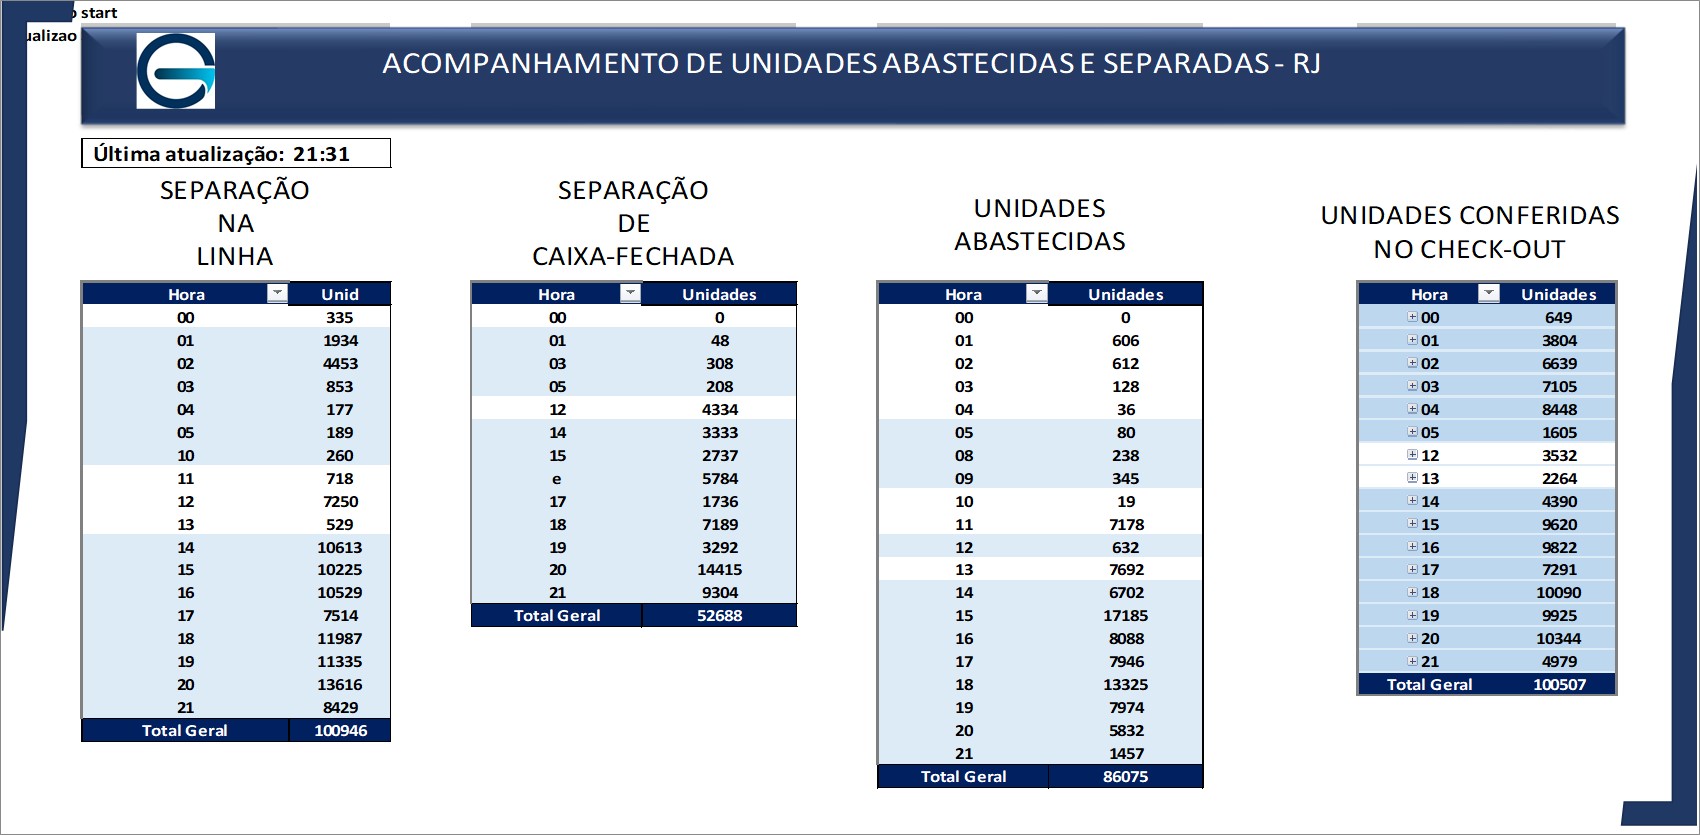 o start
ualizao
ACOMPANHAMENTO DE UNIDADES ABASTECIDAS E SEPARADAS - RJ
Última atualização: 21:31
SEPARAÇÃO
NA
LINHA
Hora Unid
00 335
01 1934
02 4453
03 853
04 177
05 189
10 260
11 718
12 7250
13 529
14 10613
15 10225
16 10529
17 7514
18 11987
19 11335
20 13616
21 8429
Total Geral 100946
SEPARAÇÃO
DE
CAIXA-FECHADA
Hora Unidades
00 0
01 48
03 308
05 208
12 4334
14 3333
15 2737
e 5784
17 1736
18 7189
19 3292
20 14415
21 9304
Total Geral 52688
UNIDADES
ABASTECIDAS
Hora Unidades
00 0
01 606
02 612
03 128
04 36
05 80
08 238
09 345
10 19
11 7178
12 632
13 7692
14 6702
15 17185
16 8088
17 7946
18 13325
19 7974
20 5832
21 1457
Total Geral 86075
UNIDADES CONFERIDAS
NO CHECK-OUT
Hora Unidades
00 649
01 3804
02 6639
03 7105
04 8448
05 1605
12 3532
13 2264
14 4390
15 9620
16 9822
17 7291
18 10090
19 9925
20 10344
21 4979
Total Geral 100507